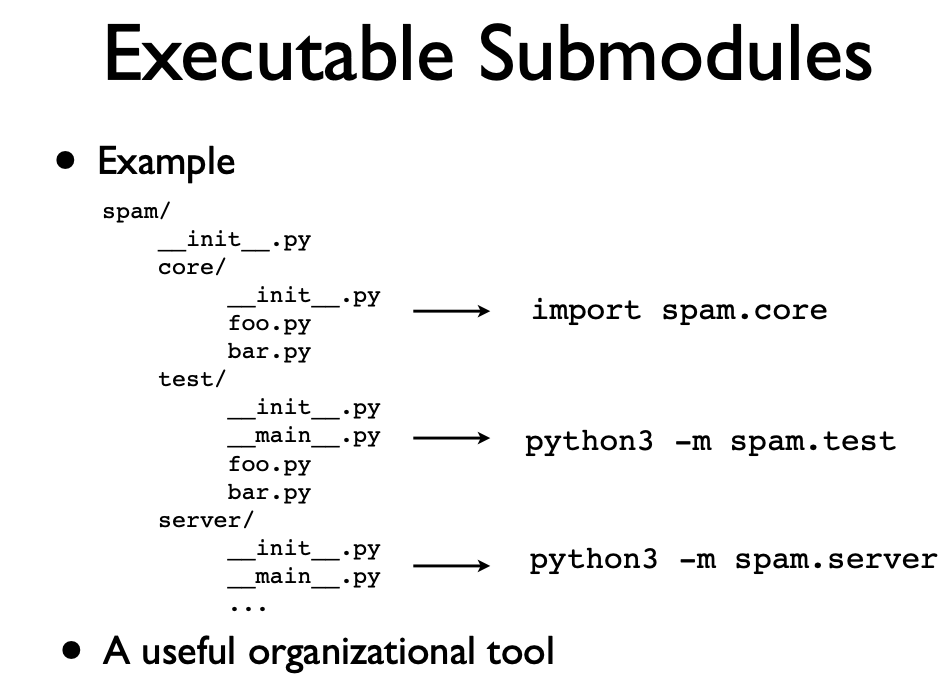 Executable Submodules
• Example
spam/
__init__.py
core/
__init__.py
foo.py
bar.py
import spam.core
test/
__init__.py
__main__.py
foo.py
bar.py
python3 -m spam.test
server/
__init__.py
__main__.py
...
python3 -m spam.server
• A useful organizational tool